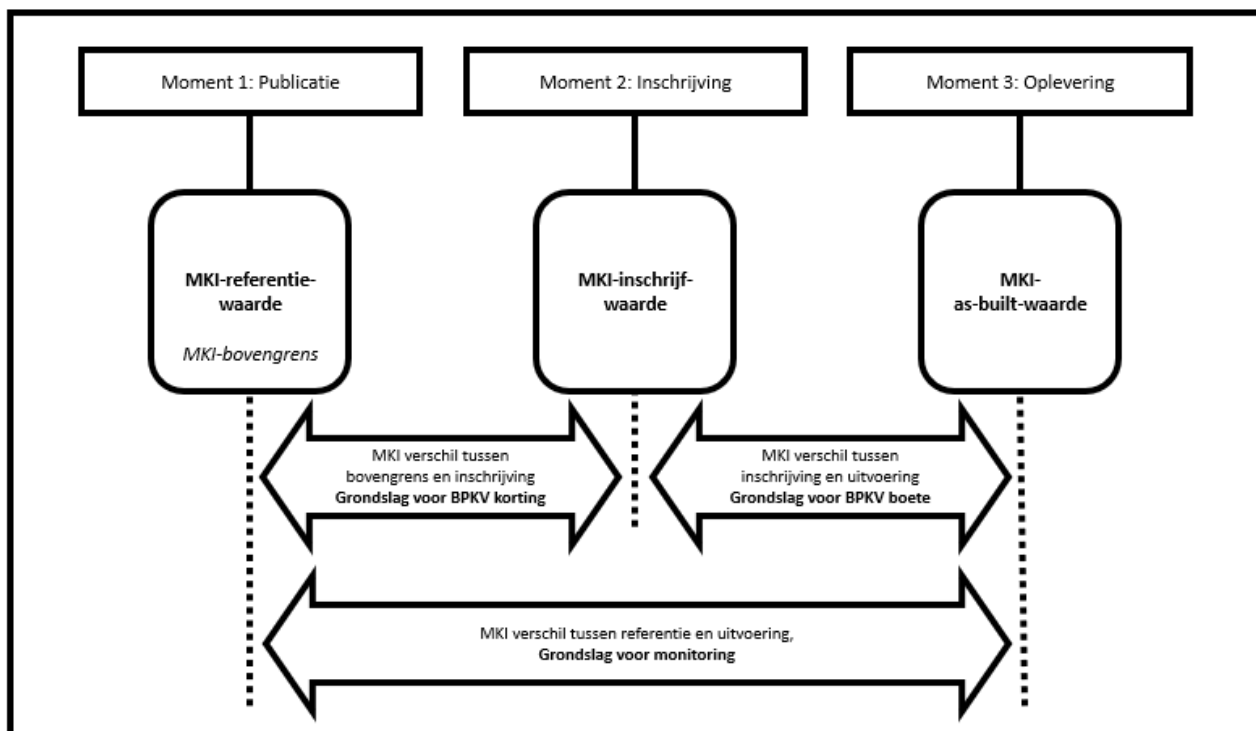 Moment 1: Publicatie
Moment 2: Inschrijving
Moment 3: Oplevering
MKI-referentie-
waarde
MKI-bovengrens
MKI-inschrijf-
waarde
MKI-
as-built-waarde
MKI verschil tussen
bovengrens en inschrijving
Grondslag voor BPKV korting
MKI verschil tussen
inschrijving en uitvoering
Grondslag voor BPKV boete
MKI verschil tussen referentie en uitvoering,
Grondslag voor monitoring